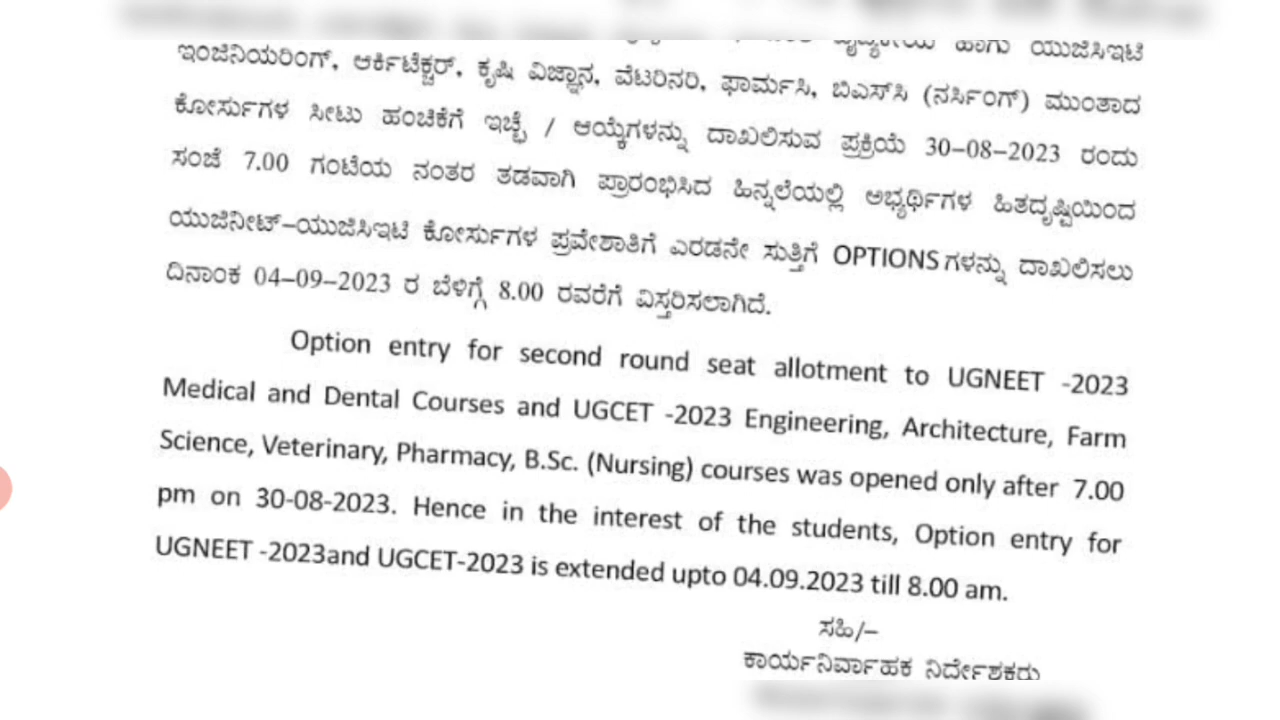 ಹಾಗು ಯುಜಿಸಿಇಟಿ
ಇಂಜಿನಿಯರಿಂಗ್, ಆರ್ಕಿಟೆಕ್ಚರ್, ಕೃಷಿ ವಿಜ್ಞಾನ, ವೆಟರಿನರಿ, ಫಾರ್ಮಸಿ, ಬಿಎಸ್‌ಸಿ (ನರ್ಸಿಂಗ್) ಮುಂತಾದ
ಕೋರ್ಸುಗಳ ಸೀಟು ಹಂಚಿಕೆಗೆ ಇಚ್ಛೆ / ಆಯ್ಕೆಗಳನ್ನು ದಾಖಲಿಸುವ ಪ್ರಕ್ರಿಯೆ 30–08–2023 ರಂದು
ಸಂಜೆ 7.00 ಗಂಟೆಯ ನಂತರ ತಡವಾಗಿ ಪ್ರಾರಂಭಿಸಿದ ಹಿನ್ನಲೆಯಲ್ಲಿ ಅಭ್ಯರ್ಥಿಗಳ ಹಿತದೃಷ್ಟಿಯಿಂದ
ಯುಜಿನೀಟ್–ಯುಜಿಸಿಇಟಿ ಕೋರ್ಸುಗಳ ಪ್ರವೇಶಾತಿಗೆ ಎರಡನೇ ಸುತ್ತಿಗೆ OPTIONSಗಳನ್ನು ದಾಖಲಿಸಲು
ದಿನಾಂಕ 04–09–2023 ರ ಬೆಳಿಗ್ಗೆ 8.00 ರವರೆಗೆ ವಿಸ್ತರಿಸಲಾಗಿದೆ.
Option entry for second round seat allotment to UGNEET -2023
Medical and Dental Courses and UGCET -2023 Engineering, Architecture, Farm
Science, Veterinary, Pharmacy, B.Sc. (Nursing) courses was opened only after 7.00
pm on 30-08-2023. Hence in the interest of the students, Option entry for
UGNEET -2023and UGCET-2023 is extended upto 04.09.2023 till 8.00 am.
ಸಹಿ/–
ಕಾರ್ಯನಿರ್ವಾಹಕ ನಿರ್ದೇಶಕರು